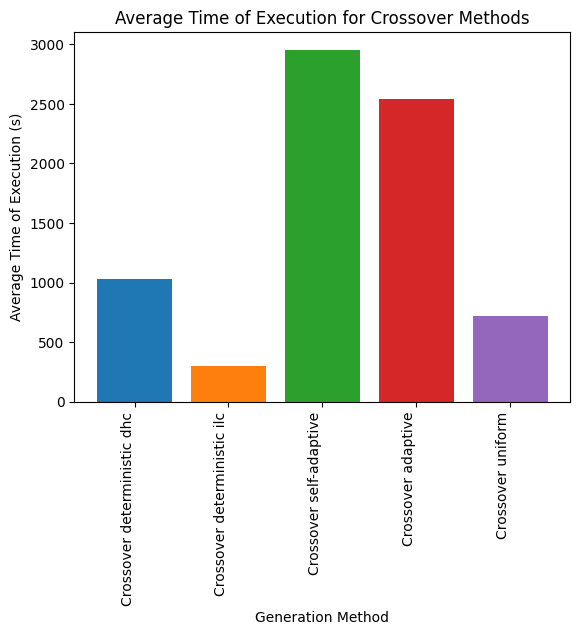 Average Time of Execution for Crossover Methods
Average Time of Execution (s)
3000
2500
2000
1500
1000
500
0
Crossover deterministic dhc
Crossover deterministic ilc
Crossover self-adaptive
Crossover adaptive
Crossover uniform
Generation Method